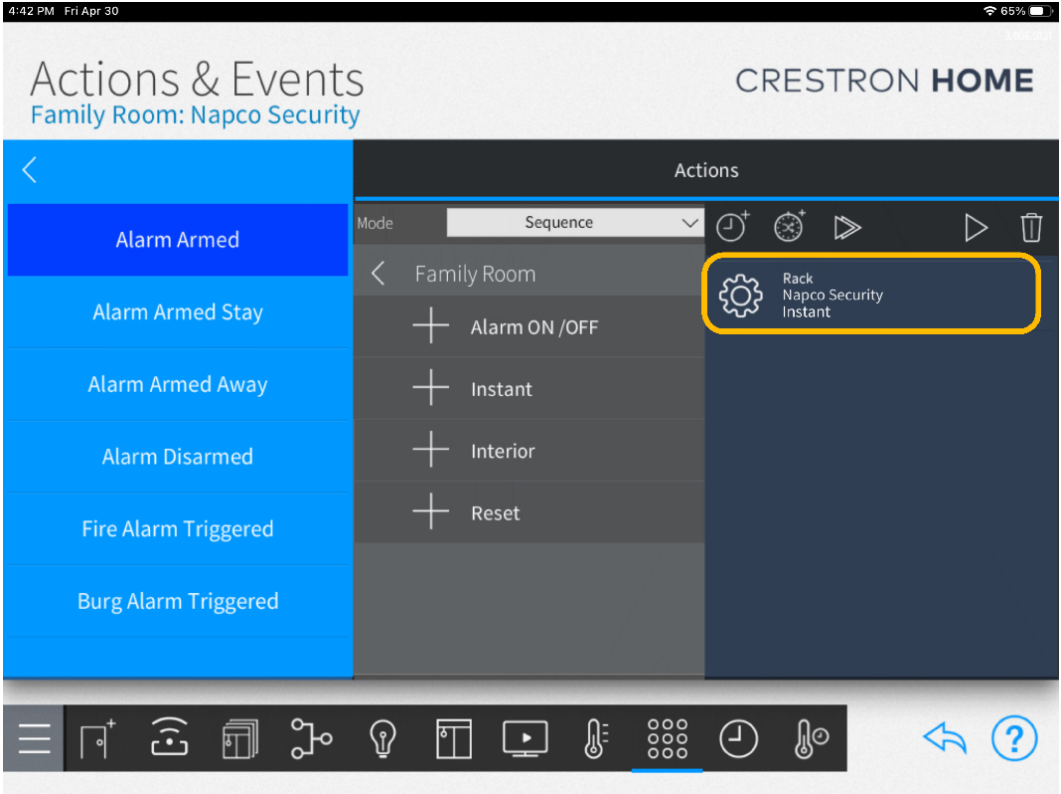 4:42 PM Fri Apr 30
65%
Actions & Events
CRESTRON HOME
Family Room: Napco Security
Actions
Alarm Armed
Alarm Armed Stay
Alarm Armed Away
Alarm Disarmed
Fire Alarm Triggered
Burg Alarm Triggered
Mode
Sequence
Family Room
Alarm ON /OFF
Instant
Interior
Reset
Rack
Napco Security
Instant
?